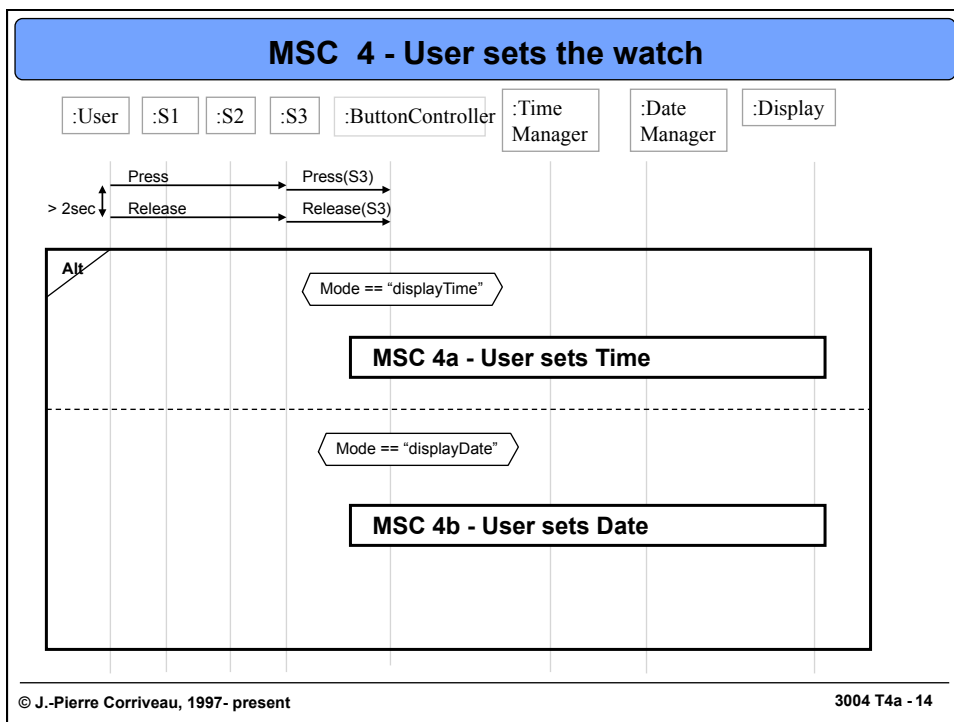 MSC 4 - User sets the watch
:User :S1 :S2 :S3 :ButtonController :Time Manager :Date Manager :Display
Press Press(S3)
> 2sec Release Release(S3)
Alt
Mode == “displayTime”
MSC 4a - User sets Time
Mode == “displayDate”
MSC 4b - User sets Date
© J.-Pierre Corriveau, 1997- present 3004 T4a - 14